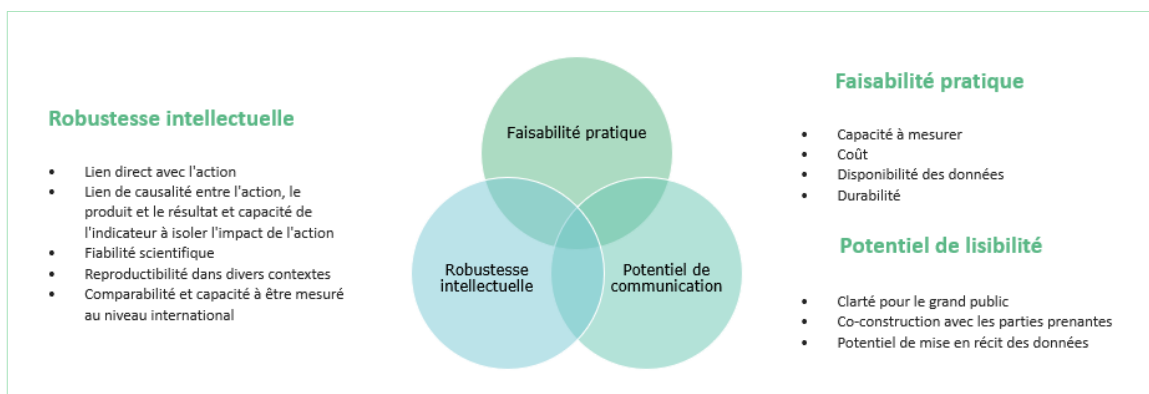 Robustesse intellectuelle
• Lien direct avec l'action
• Lien de causalité entre l'action, le
produit et le résultat et capacité de
l'indicateur à isoler l'impact de l'action
• Fiabilité scientifique
• Reproductibilité dans divers contextes
• Comparabilité et capacité à être mesuré
au niveau international
Faisabilité pratique
Robustesse
intellectuelle
Potentiel de
communication
Faisabilité pratique
• Capacité à mesurer
• Coût
• Disponibilité des données
• Durabilité
Potentiel de lisibilité
• Clarté pour le grand public
• Co-construction avec les parties prenantes
• Potentiel de mise en récit des données